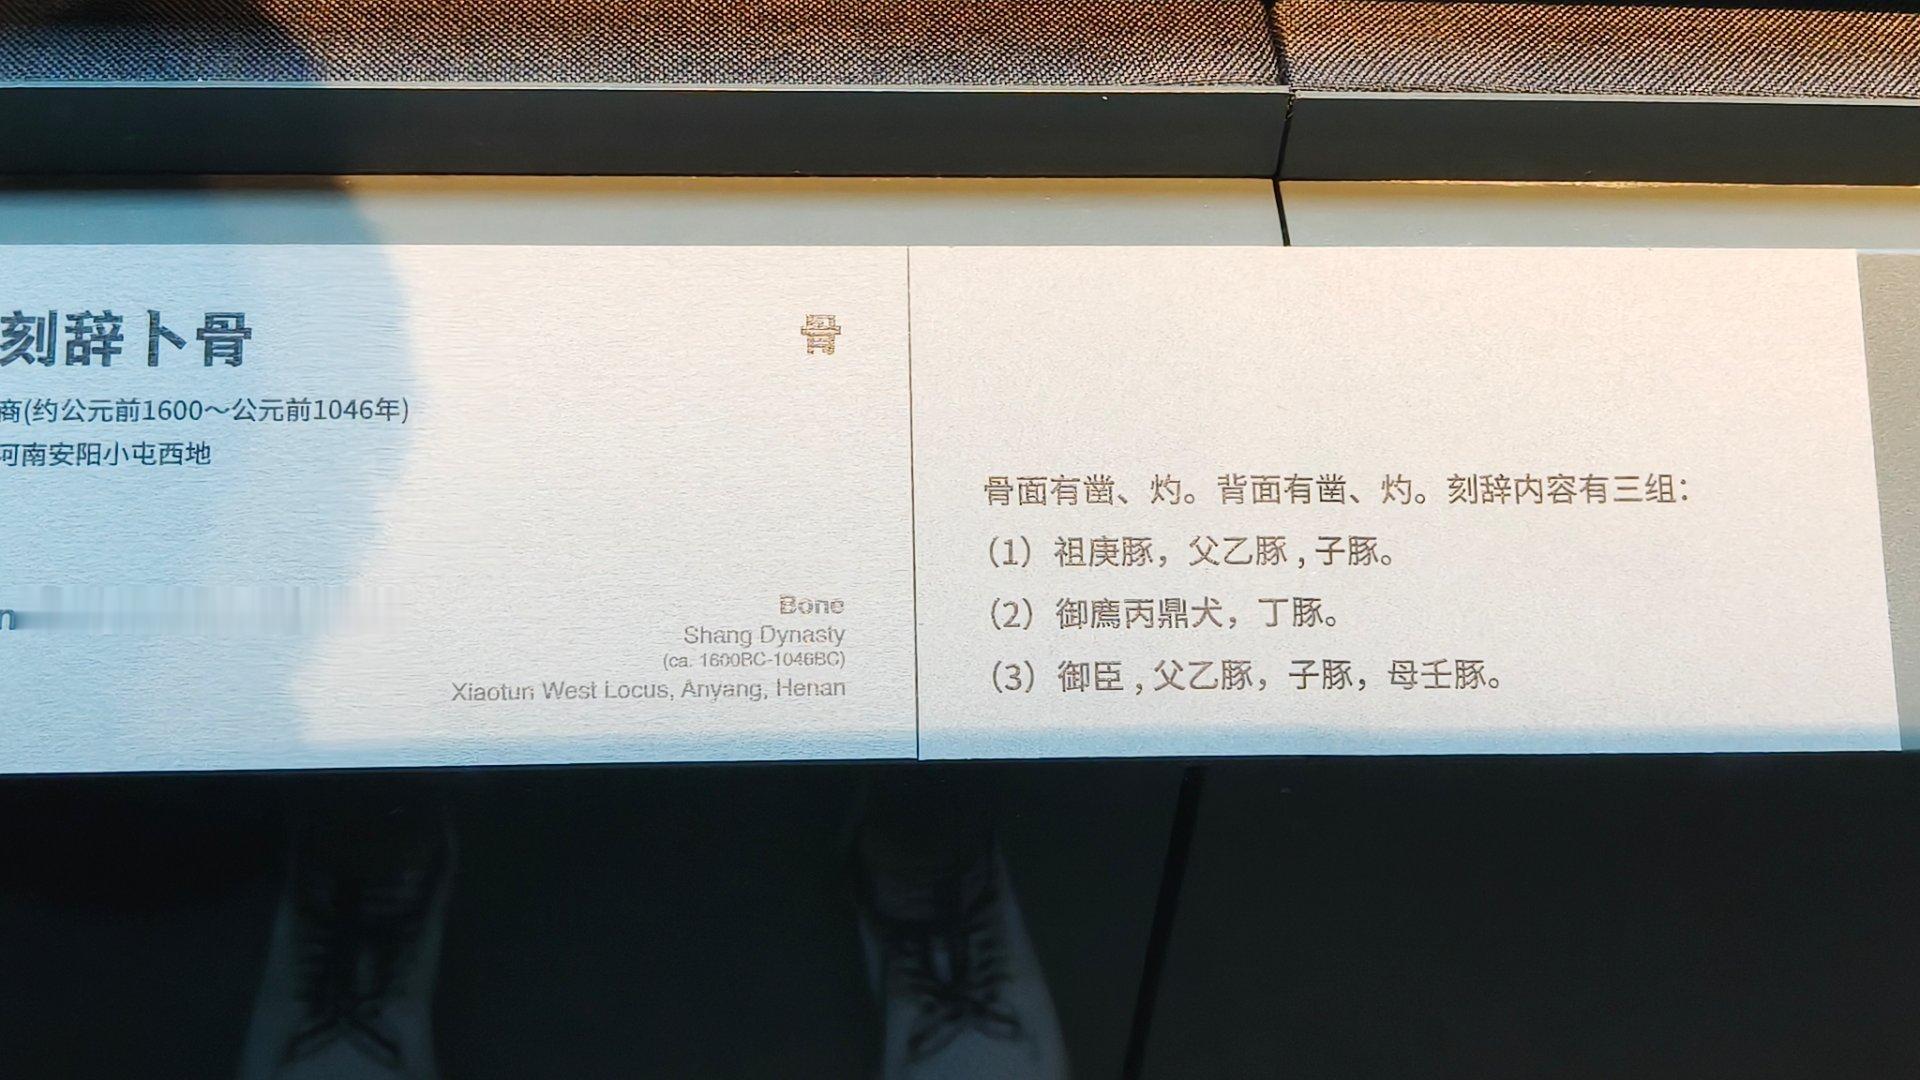 刻辞卜骨
骨
商(约公元前1600～公元前1046年)
河南安阳小屯西地
n
Bone
Shang Dynasty
(ca. 1600BC-1046BC)
Xiaotun West Locus, Anyang, Henan
骨面有凿、灼。背面有凿、灼。刻辞内容有三组：
（1）祖庚豚，父乙豚，子豚。
（2）御廌丙鼎犬，丁豚。
（3）御臣，父乙豚，子豚，母壬豚。